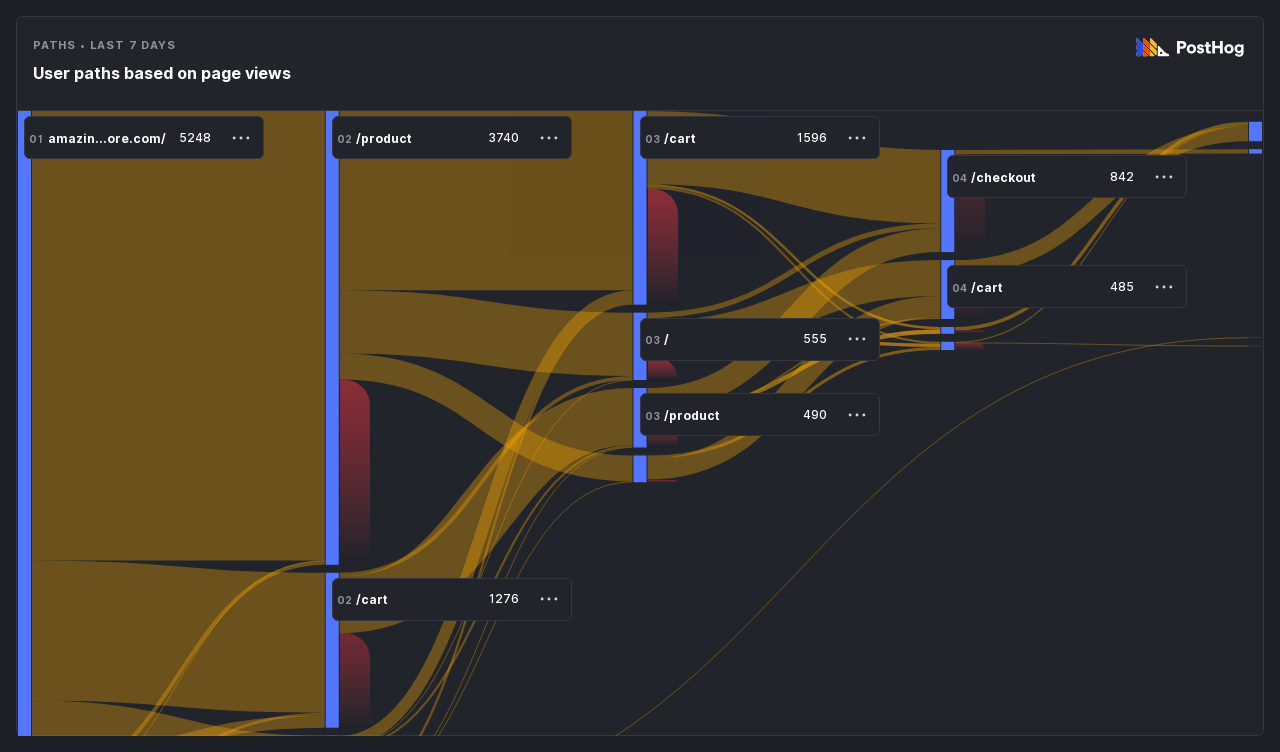 PATHS • LAST 7 DAYS
User paths based on page views
PostHog
01 amazin...ore.com/ 5248 •••
02 /product 3740 •••
03 /cart 1596 •••
04 /checkout 842 •••
04 /cart 485 •••
03 / 555 •••
03 /product 490 •••
02 /cart 1276 •••